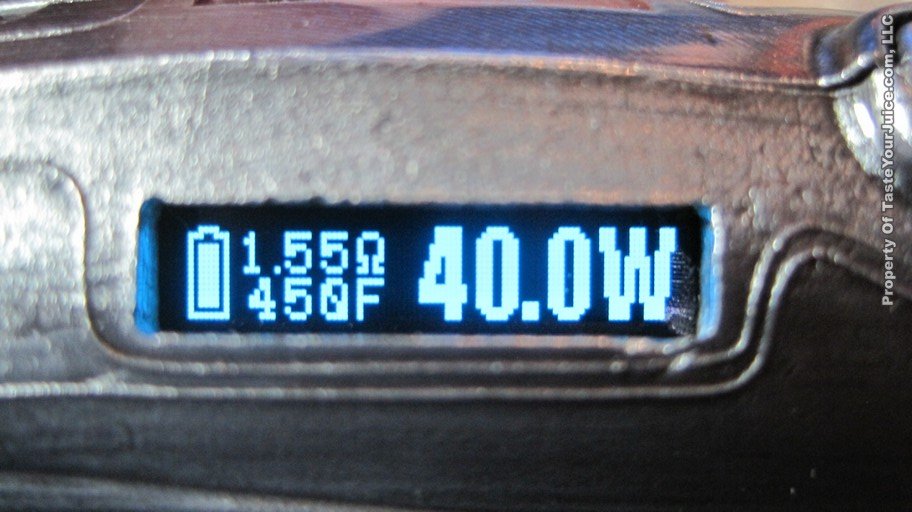 1.55Ω
450F
40.0W
Property Of TasteYourJuice.com, LLC